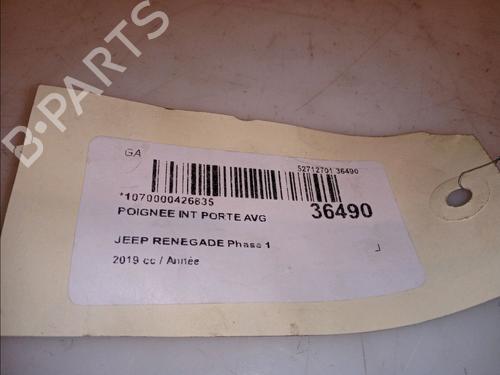 B-PARTS
GA
52712701 36490
*1070000426835
36490
POIGNEE INT PORTE AVG
JEEP RENEGADE Phase 1
2019 cc / Année
J